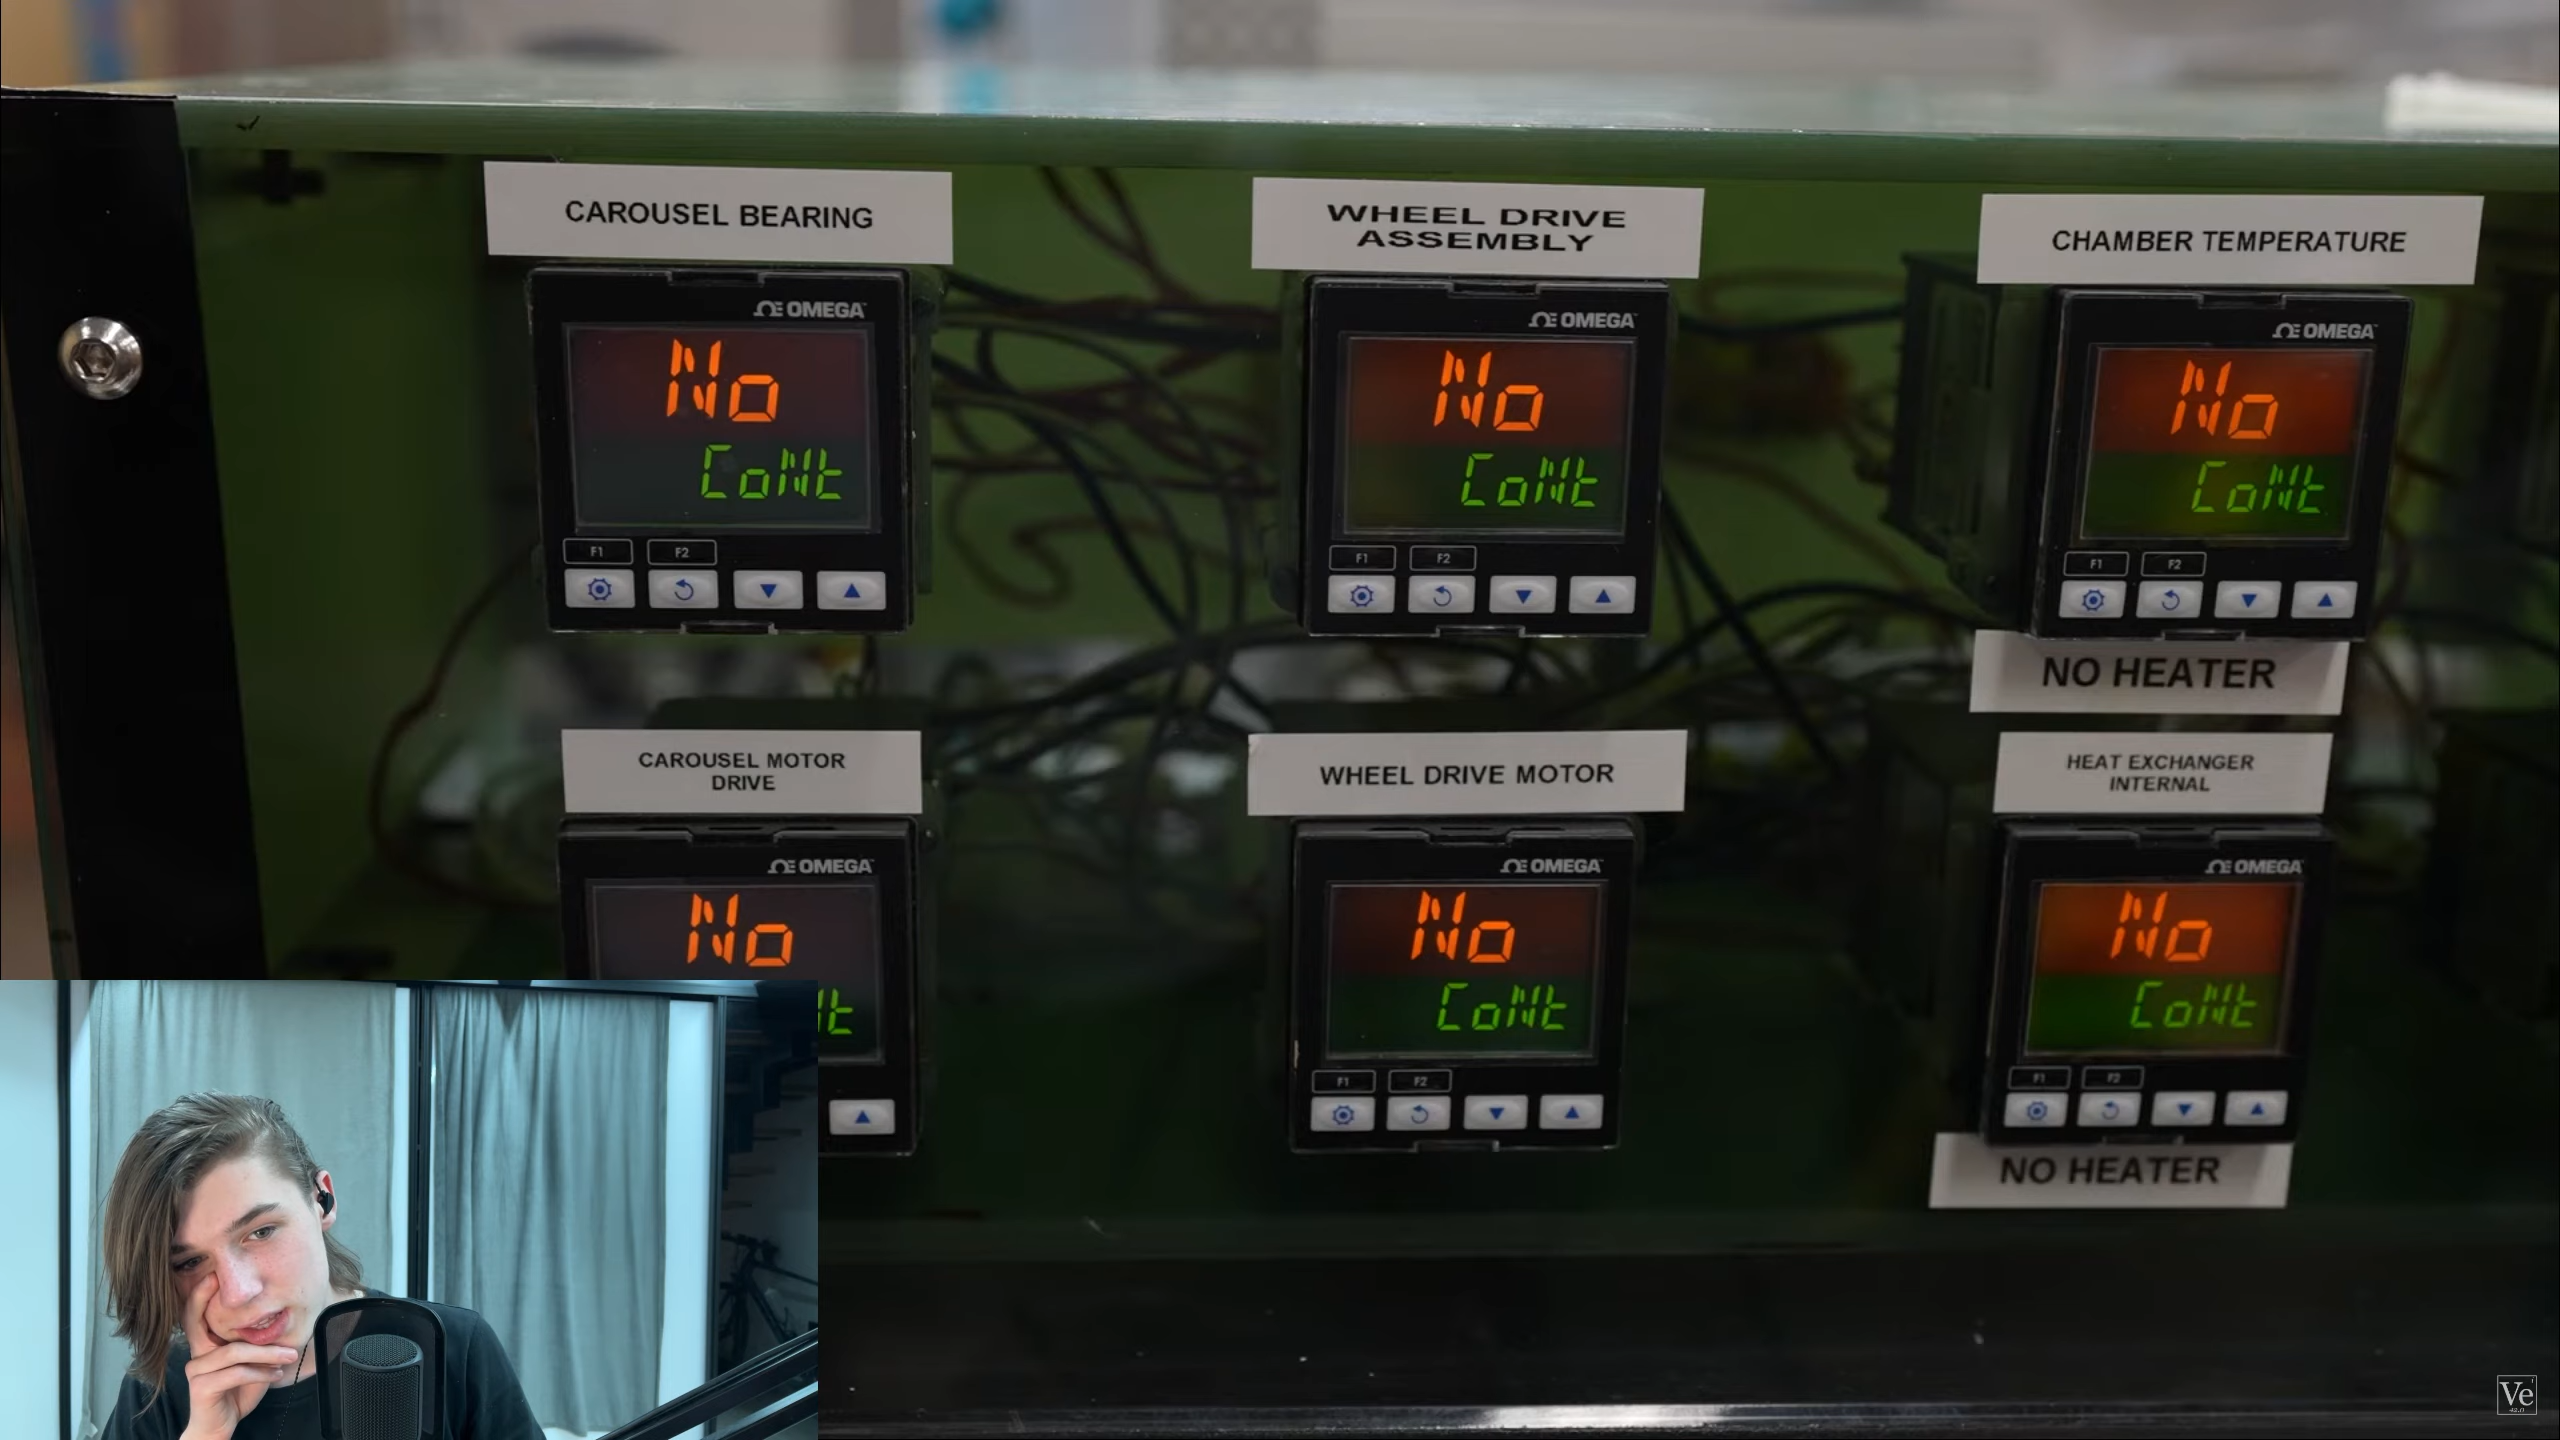 CAROUSEL BEARING
WHEEL DRIVE
ASSEMBLY
CHAMBER TEMPERATURE
OMEGA
No
CoNt
F1 F2
OMEGA
No
CoNt
F1 F2
OMEGA
No
CoNt
F1 F2
NO HEATER
CAROUSEL MOTOR
DRIVE
WHEEL DRIVE MOTOR
HEAT EXCHANGER
INTERNAL
OMEGA
No
t
OMEGA
No
CoNt
F1 F2
OMEGA
No
CoNt
F1 F2
NO HEATER
Ve